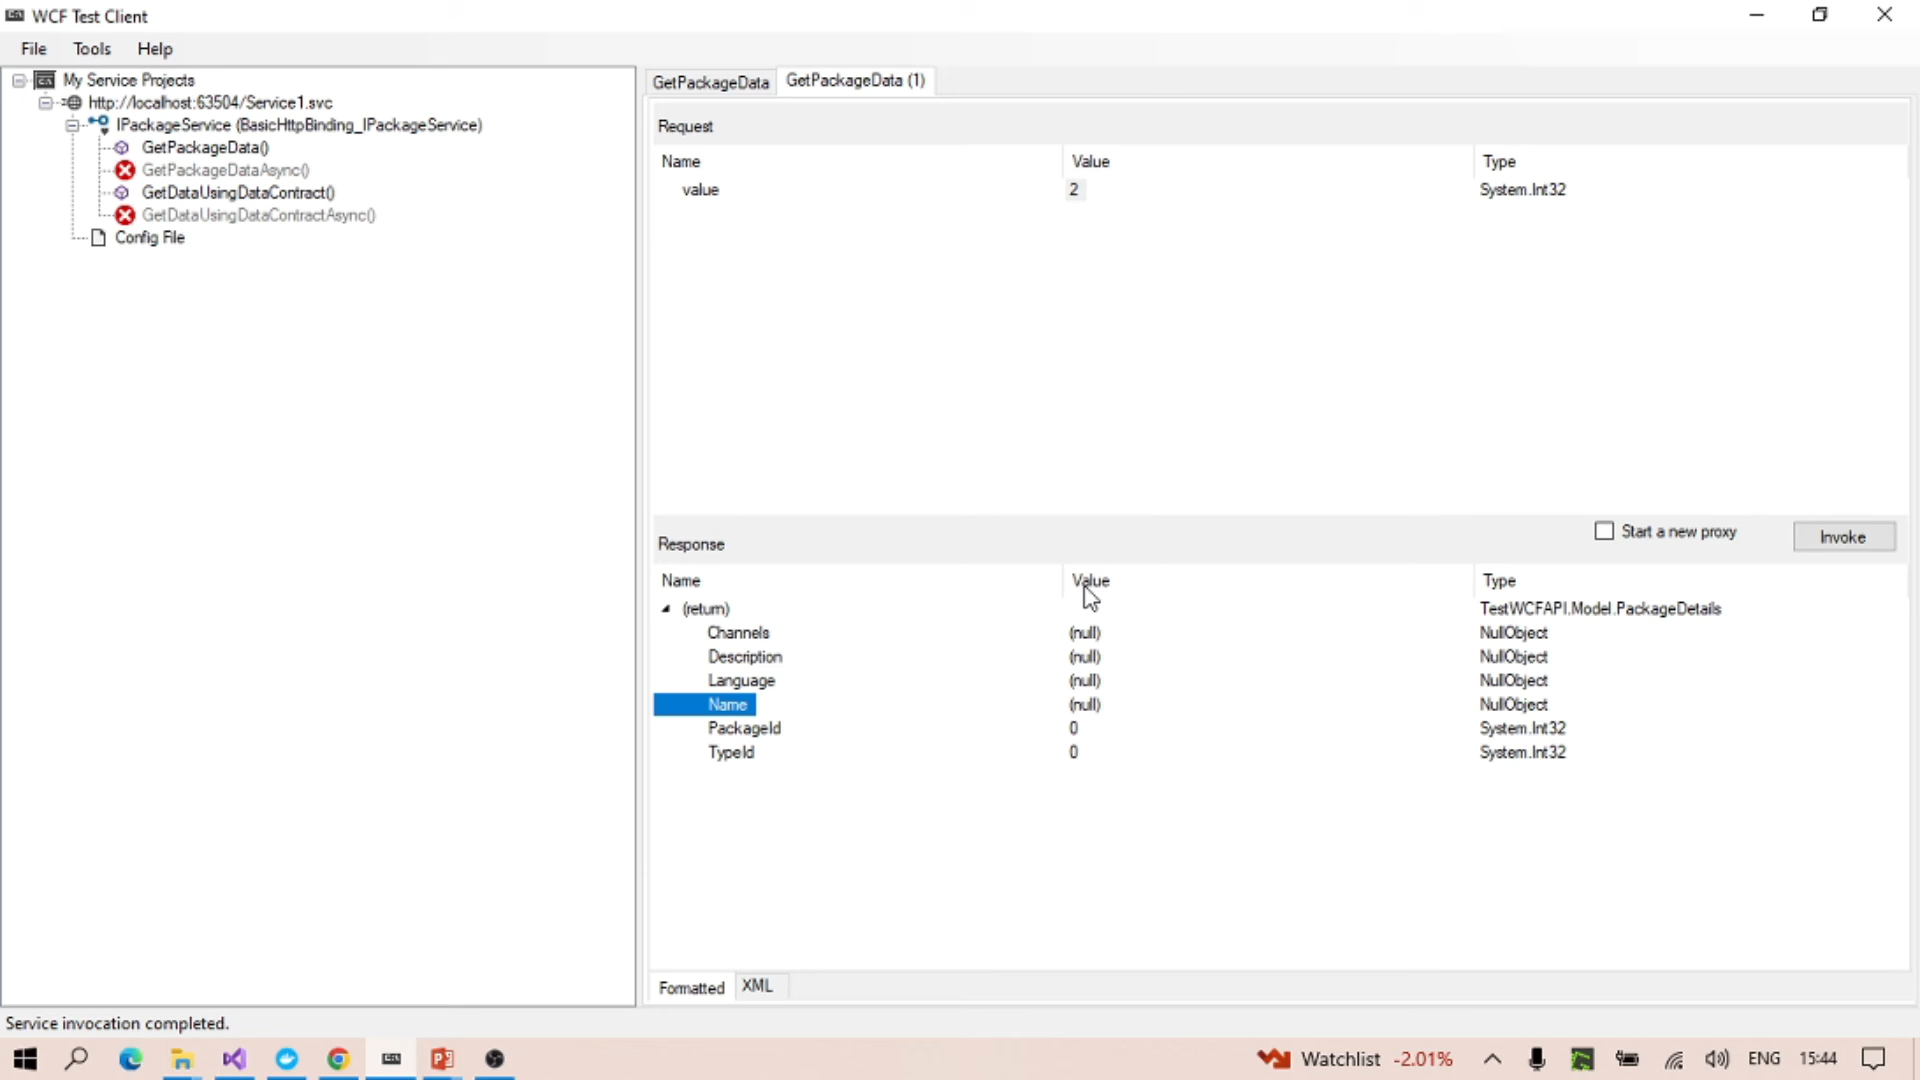 WCF Test Client
File Tools Help
My Service Projects
http://localhost:63504/Service1.svc
IPackageService (BasicHttpBinding_IPackageService)
GetPackageData()
GetPackageDataAsync()
GetDataUsingDataContract()
GetDataUsingDataContractAsync()
Config File
GetPackageData GetPackageData (1)
Request
Name Value Type
value 2 System.Int32
Start a new proxy Invoke
Response
Name Value Type
(return) TestWCFAPI.Model.PackageDetails
Channels (null) NullObject
Description (null) NullObject
Language (null) NullObject
Name (null) NullObject
PackageId 0 System.Int32
TypeId 0 System.Int32
Formatted XML
Service invocation completed.
Watchlist -2.01% ENG 15:44